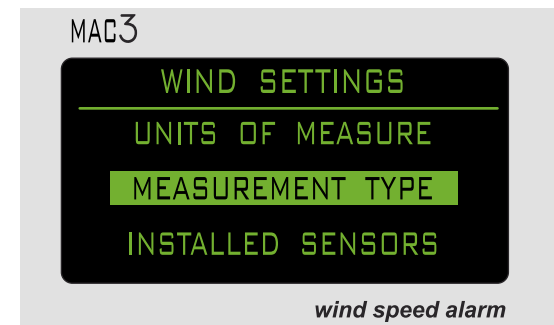 MAC3
WIND SETTINGS
UNITS OF MEASURE
MEASUREMENT TYPE
INSTALLED SENSORS
wind speed alarm